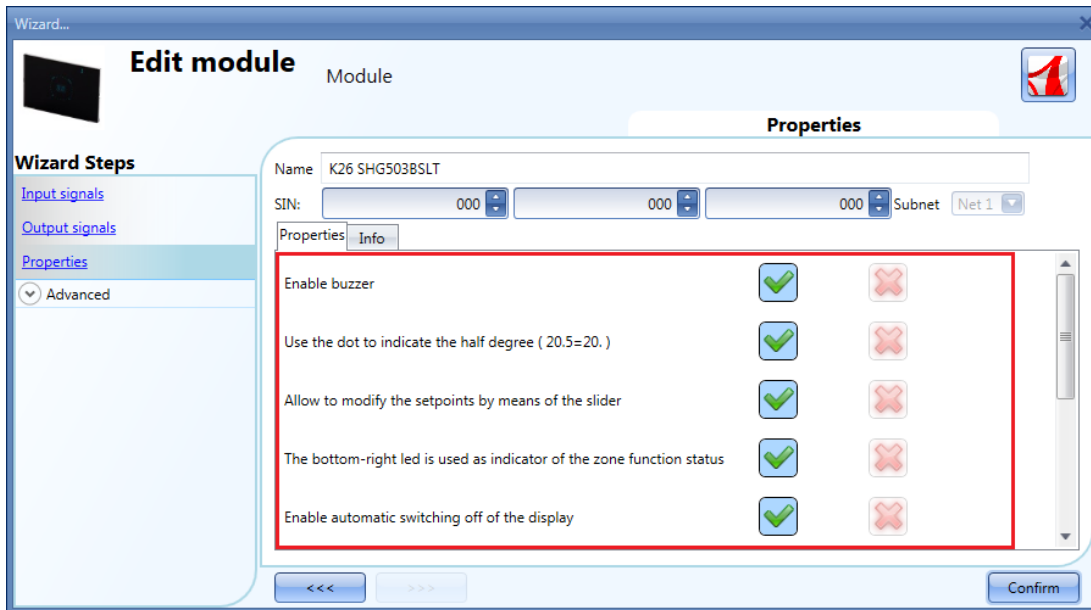 Wizard...
Edit module
Module
Properties
Wizard Steps
Input signals
Output signals
Properties
Advanced
Name K26 SHG503BSLT
SIN: 000 000 000 Subnet Net 1
Properties Info
Enable buzzer
Use the dot to indicate the half degree ( 20.5=20. )
Allow to modify the setpoints by means of the slider
The bottom-right led is used as indicator of the zone function status
Enable automatic switching off of the display
<<< >>> Confirm